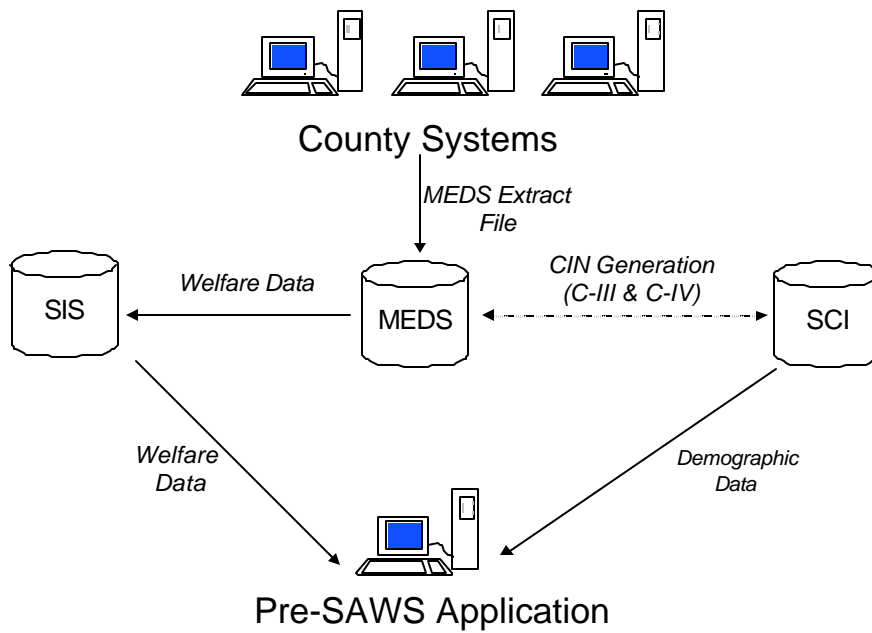 County Systems
MEDS Extract
File
CIN Generation
(C-III & C-IV)
Welfare Data
SIS
MEDS
SCI
Welfare
Data
Demographic
Data
Pre-SAWS Application